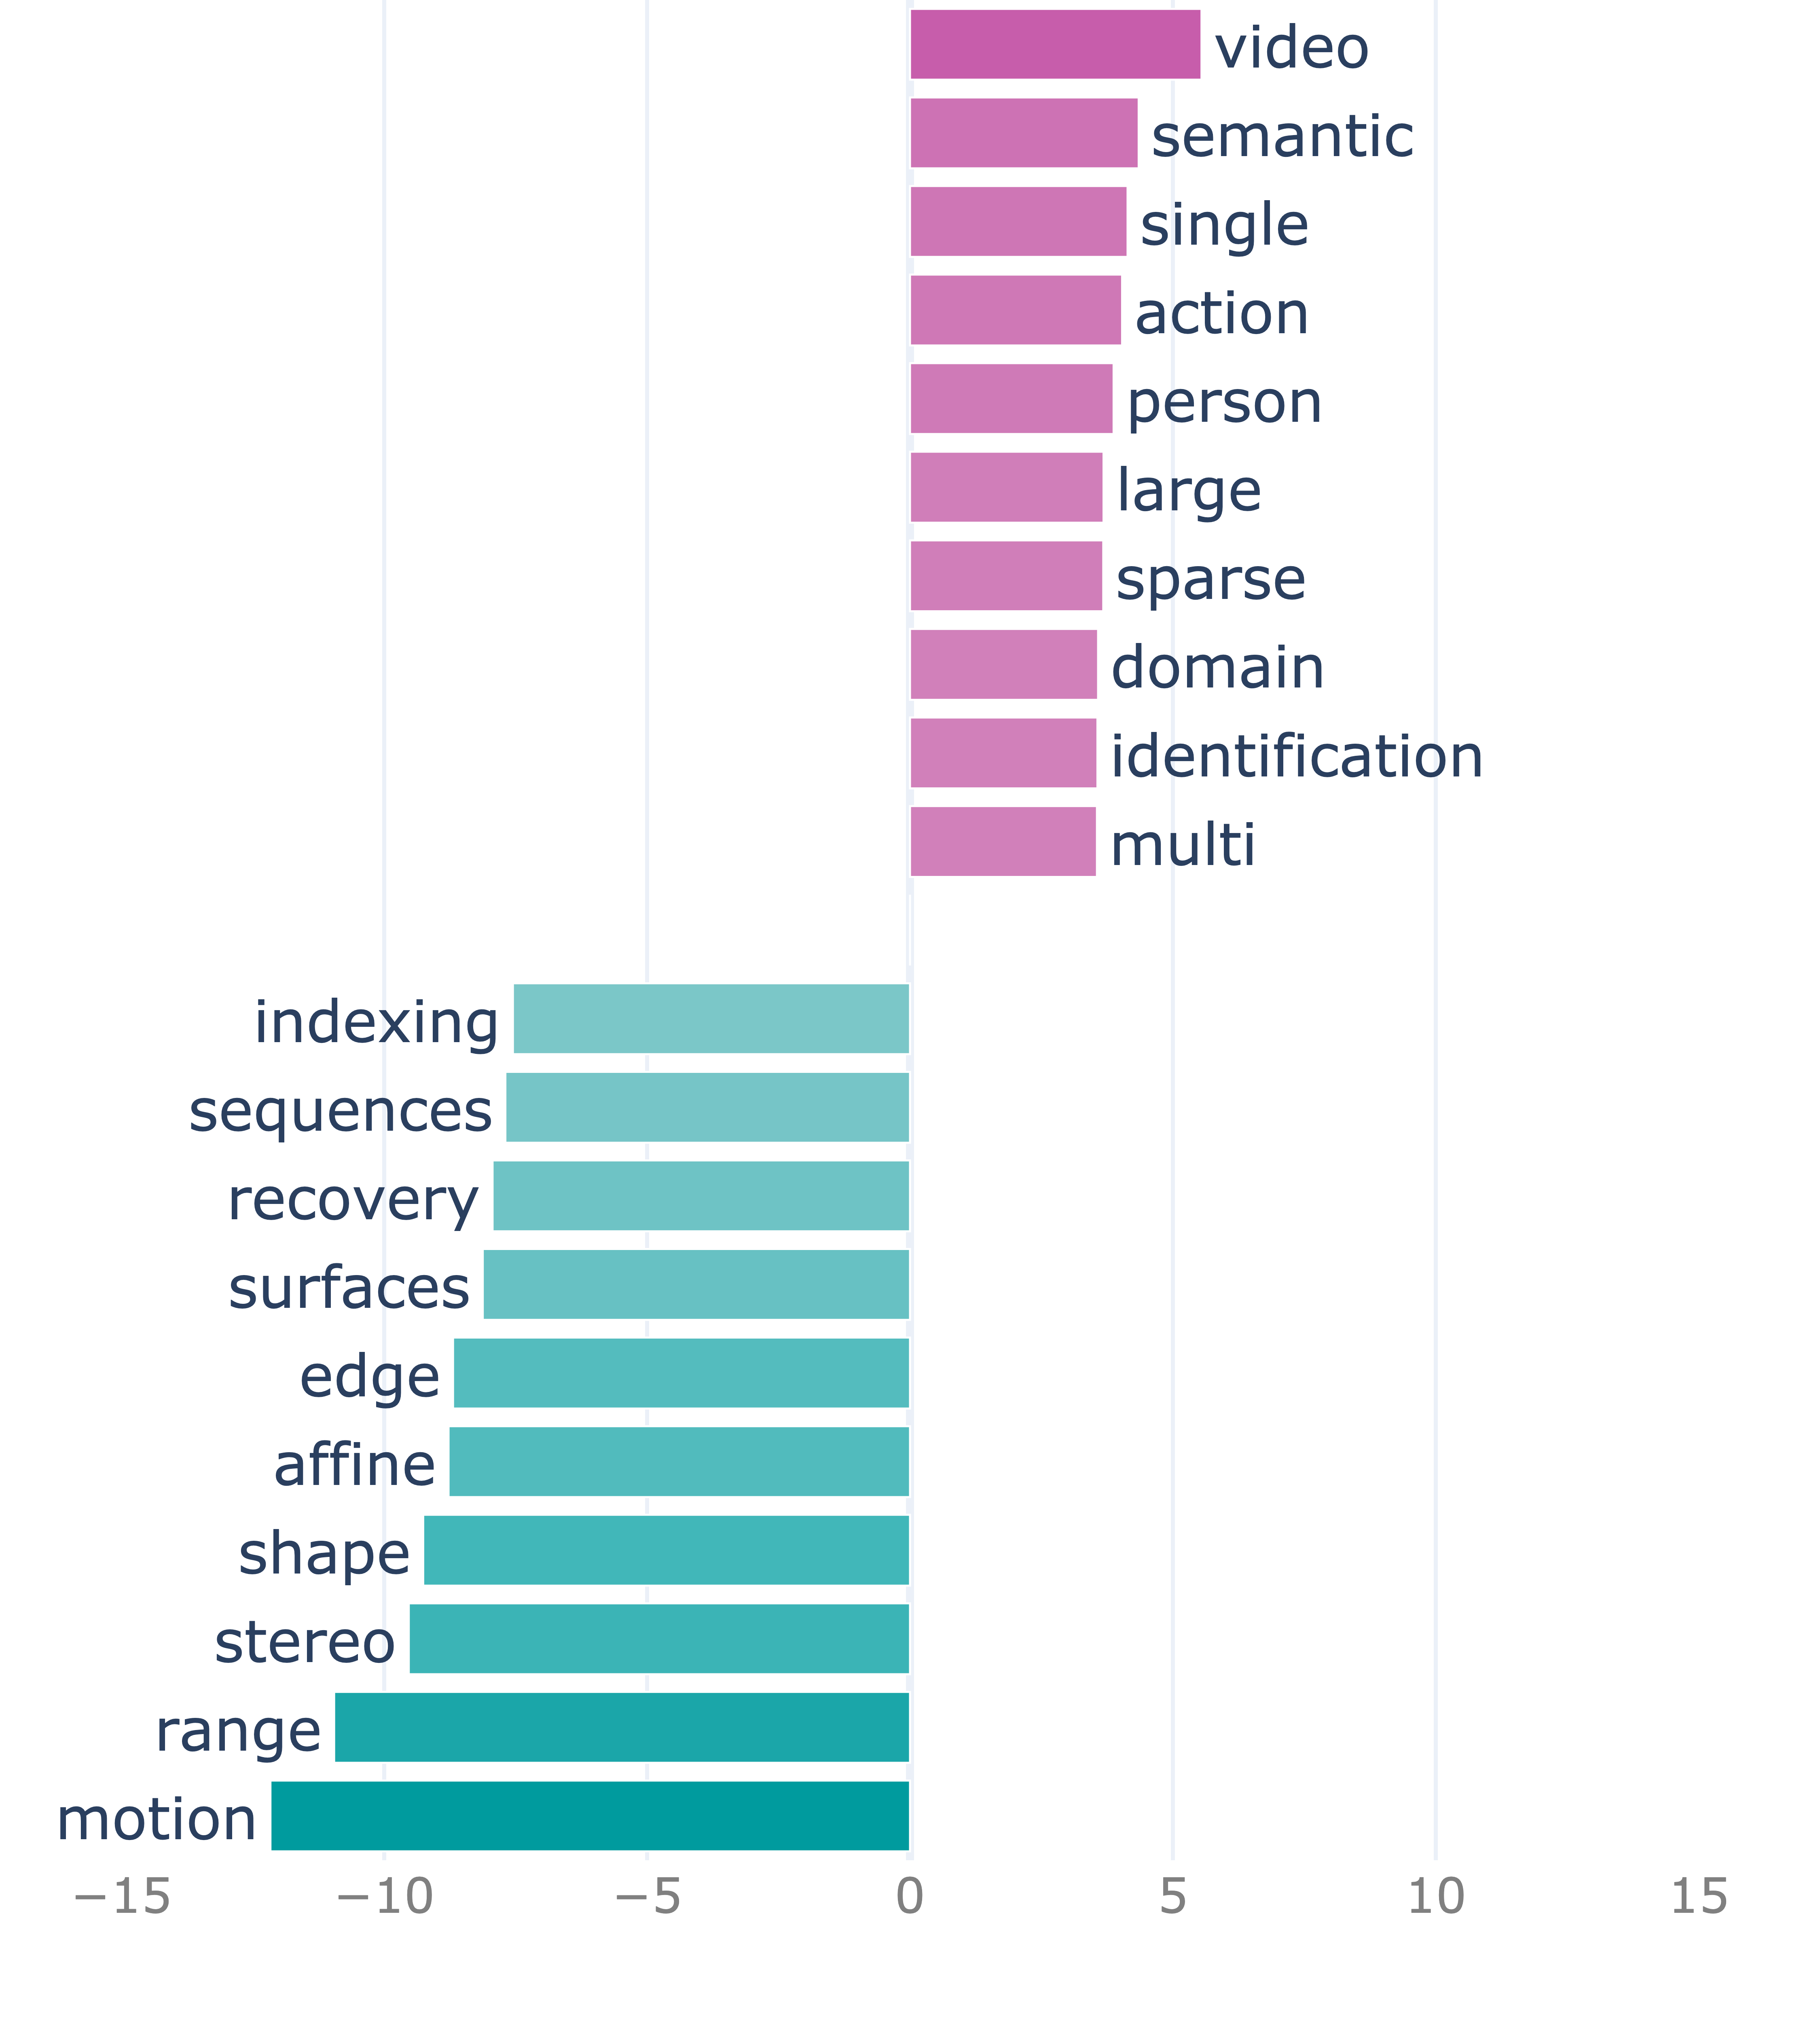 video
semantic
single
action
person
large
sparse
domain
identification
multi
indexing
sequences
recovery
surfaces
edge
affine
shape
stereo
range
motion
−15 −10 −5 0 5 10 15